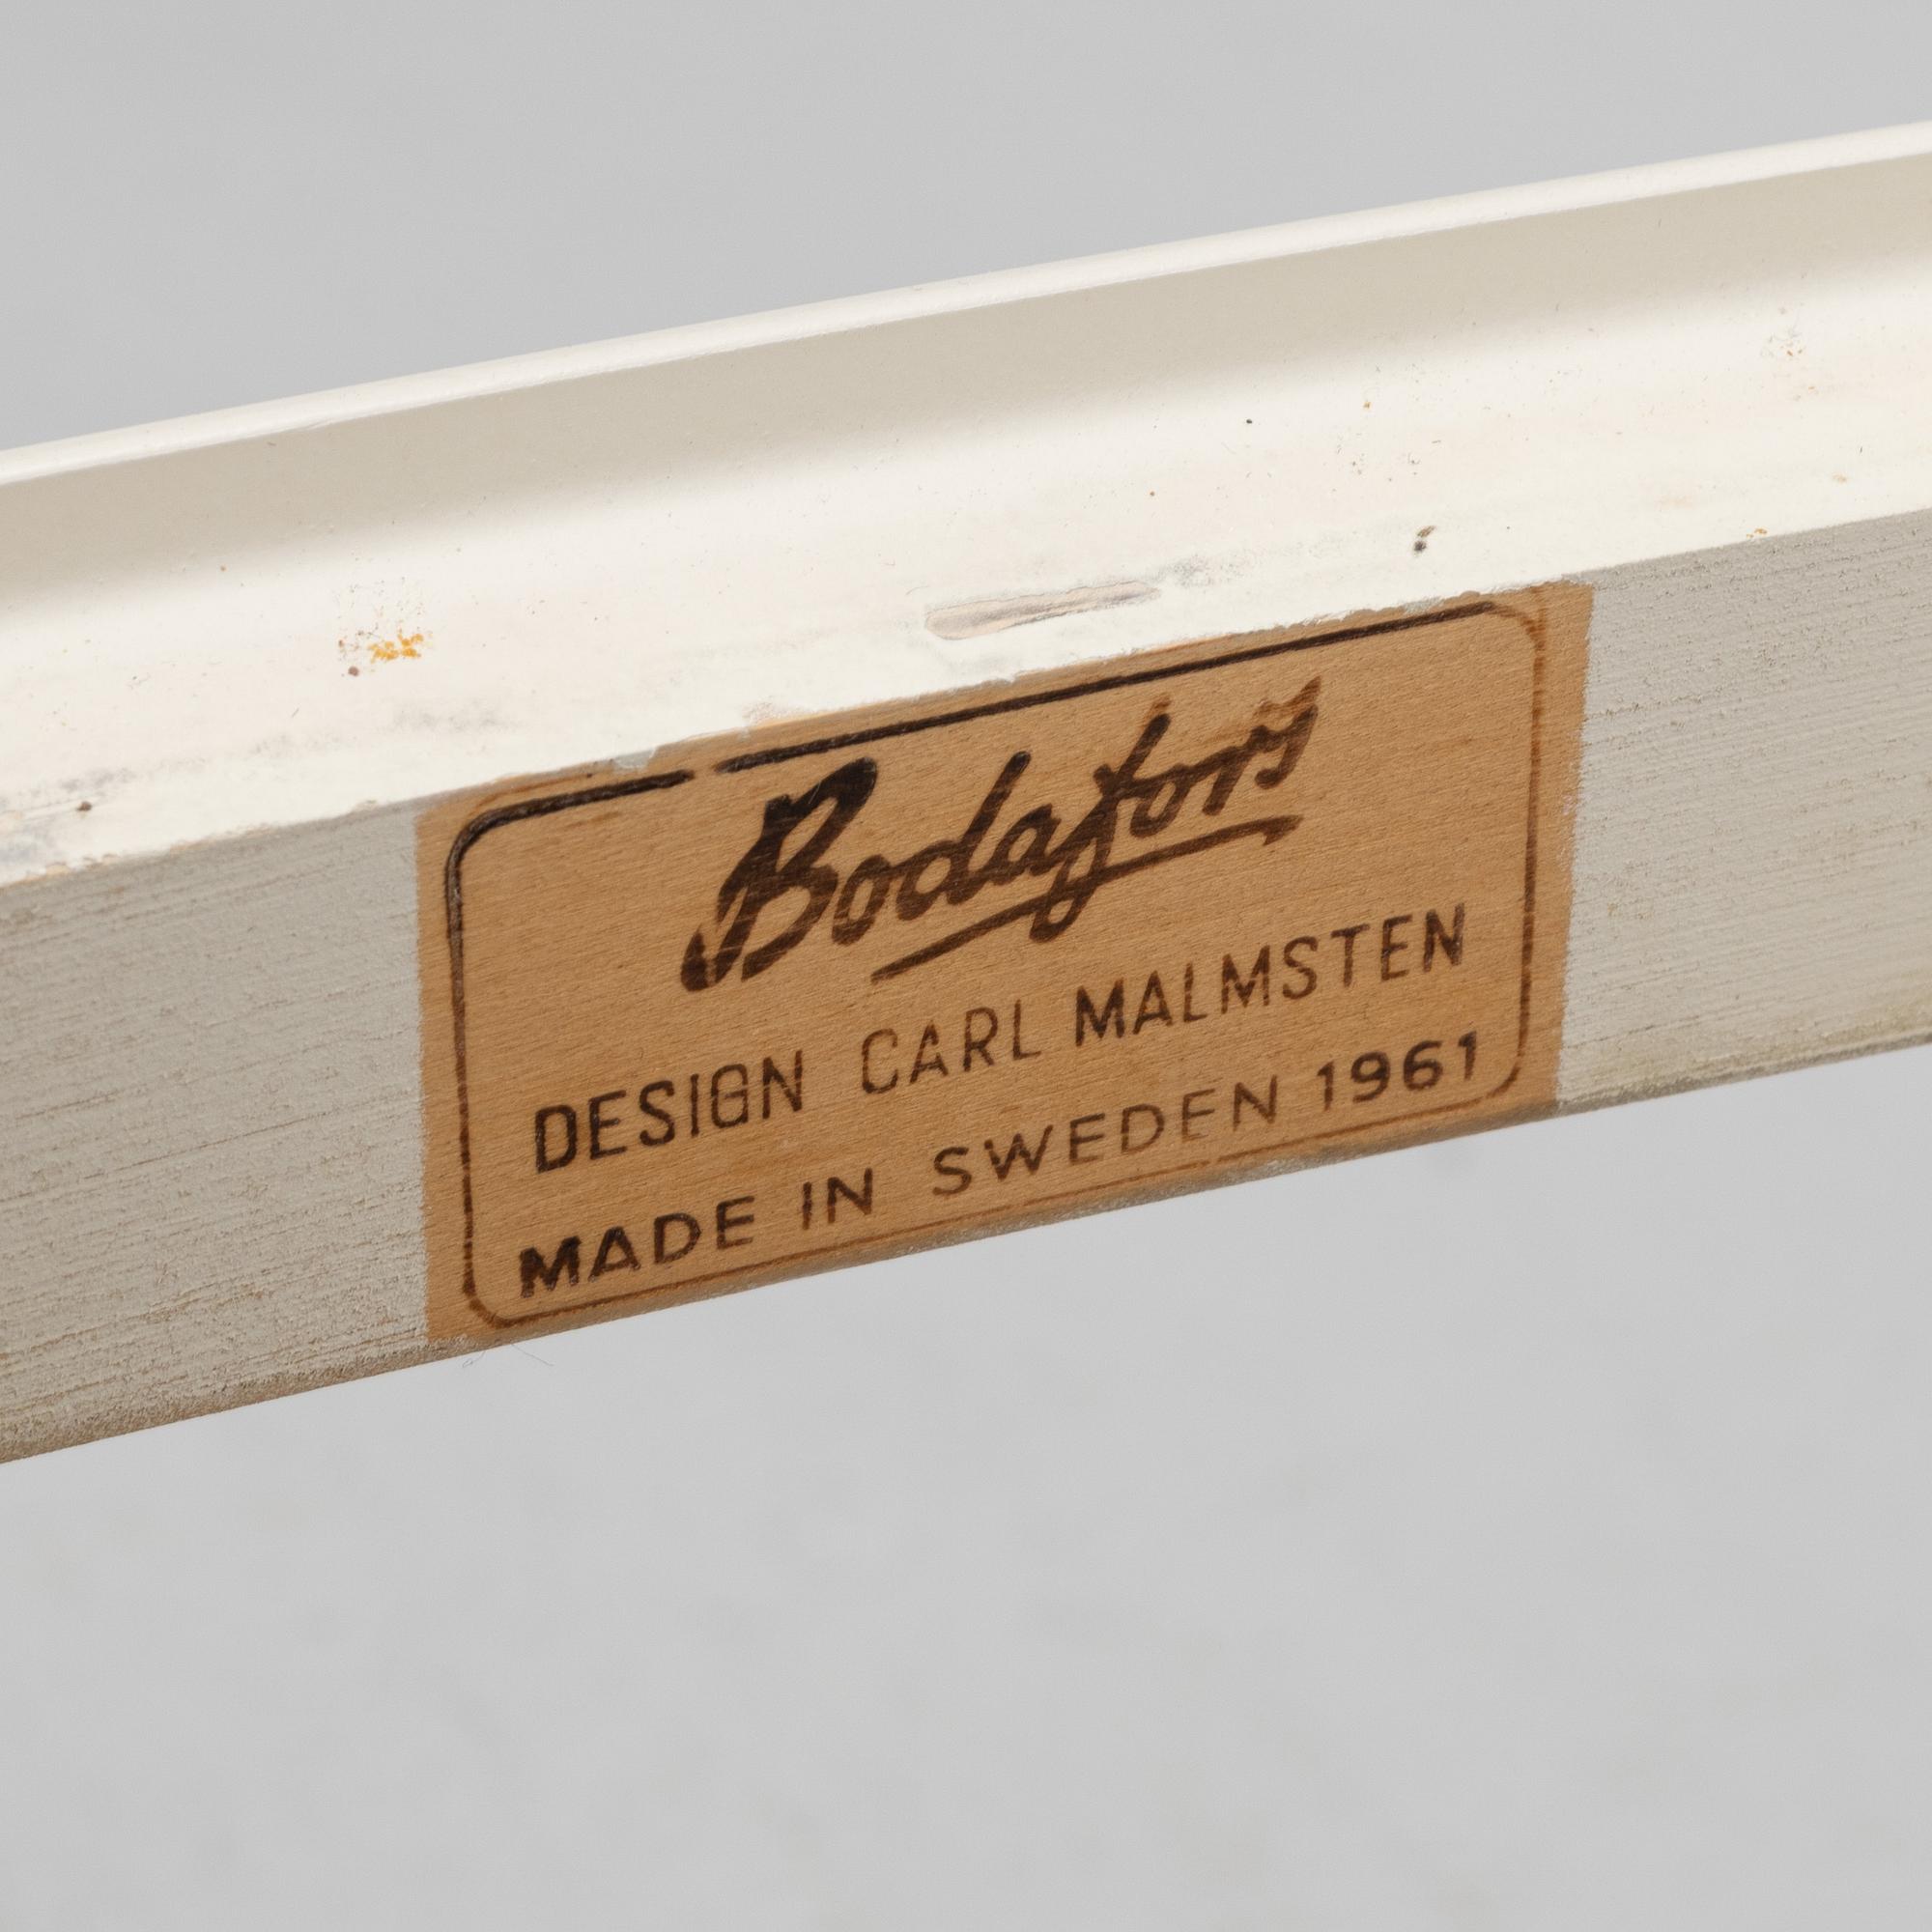 Bodafors
DESIGN CARL MALMSTEN
MADE IN SWEDEN 1961